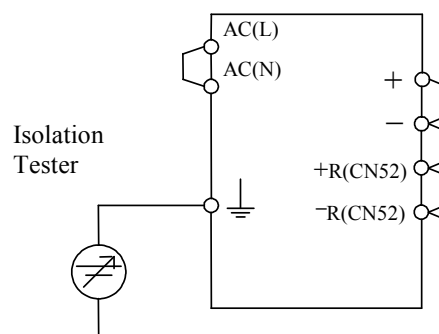 AC(L)
AC(N)
Isolation
Tester
+
−
+R(CN52)
−R(CN52)